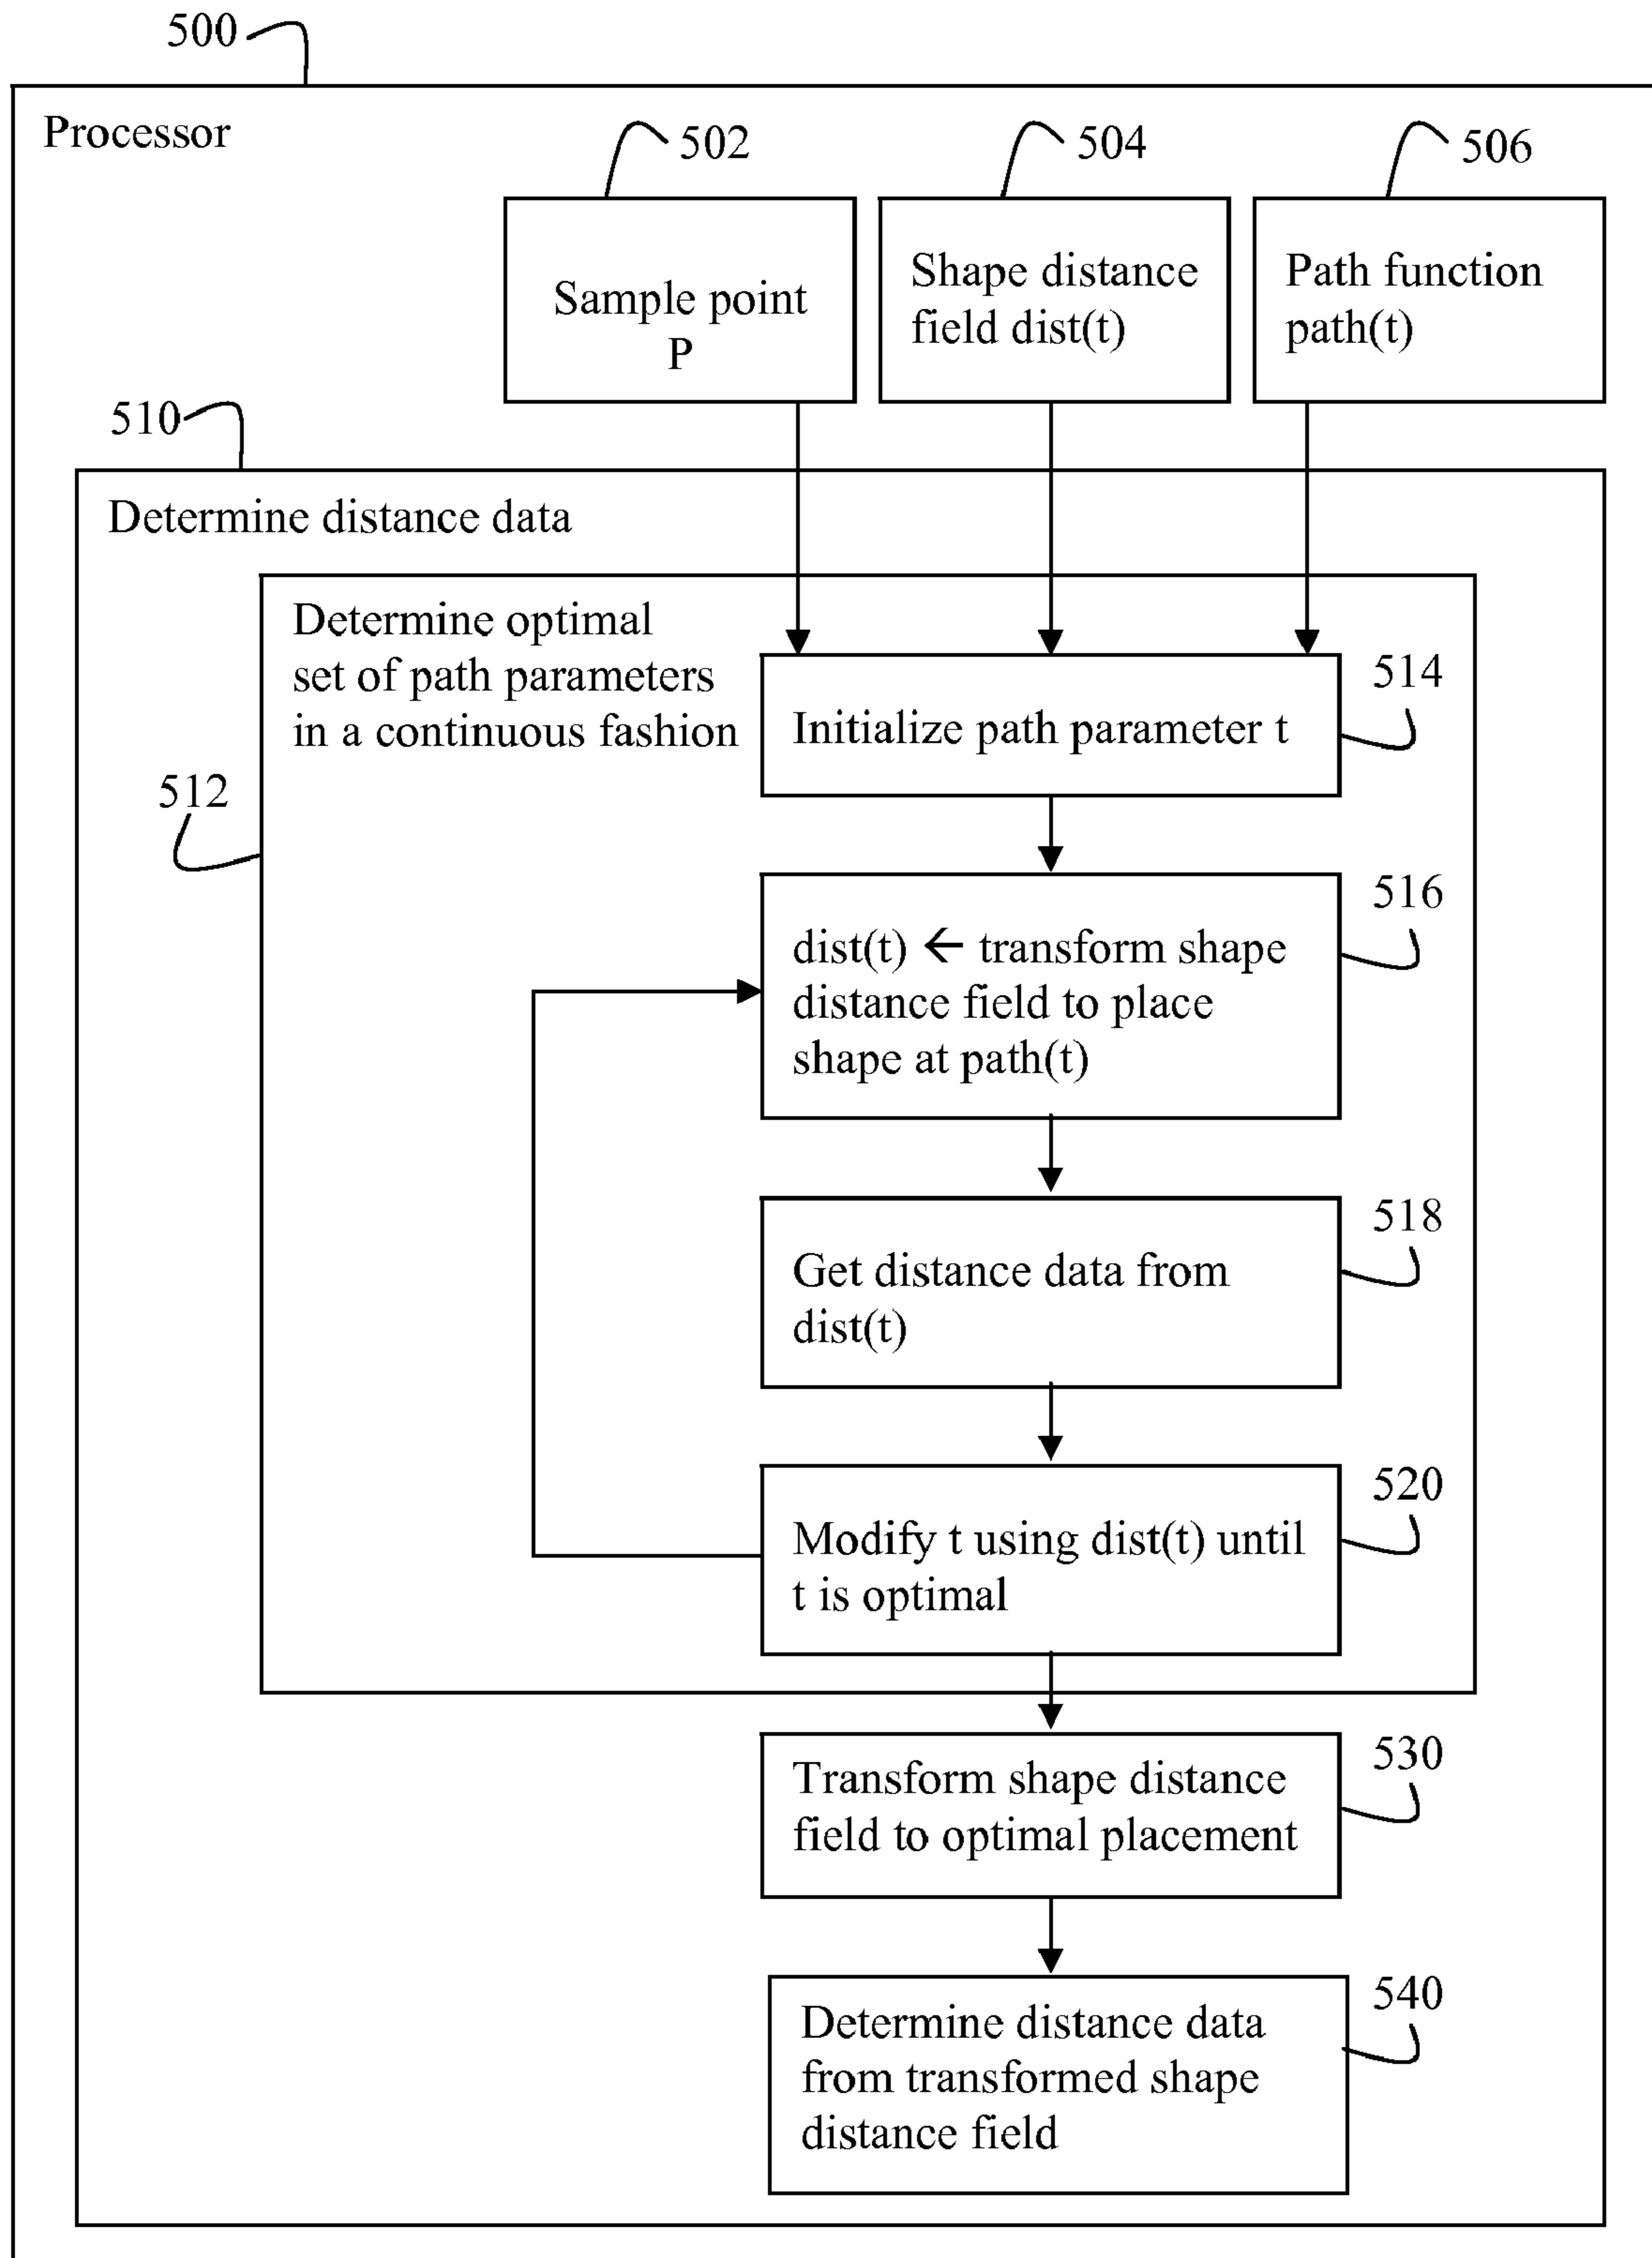 500
Processor
502
504
506
Sample point
P
Shape distance
field dist(t)
Path function
path(t)
510
Determine distance data
Determine optimal
set of path parameters
in a continuous fashion
512
514
Initialize path parameter t
516
dist(t) ← transform shape
distance field to place
shape at path(t)
518
Get distance data from
dist(t)
520
Modify t using dist(t) until
t is optimal
530
Transform shape distance
field to optimal placement
540
Determine distance data
from transformed shape
distance field